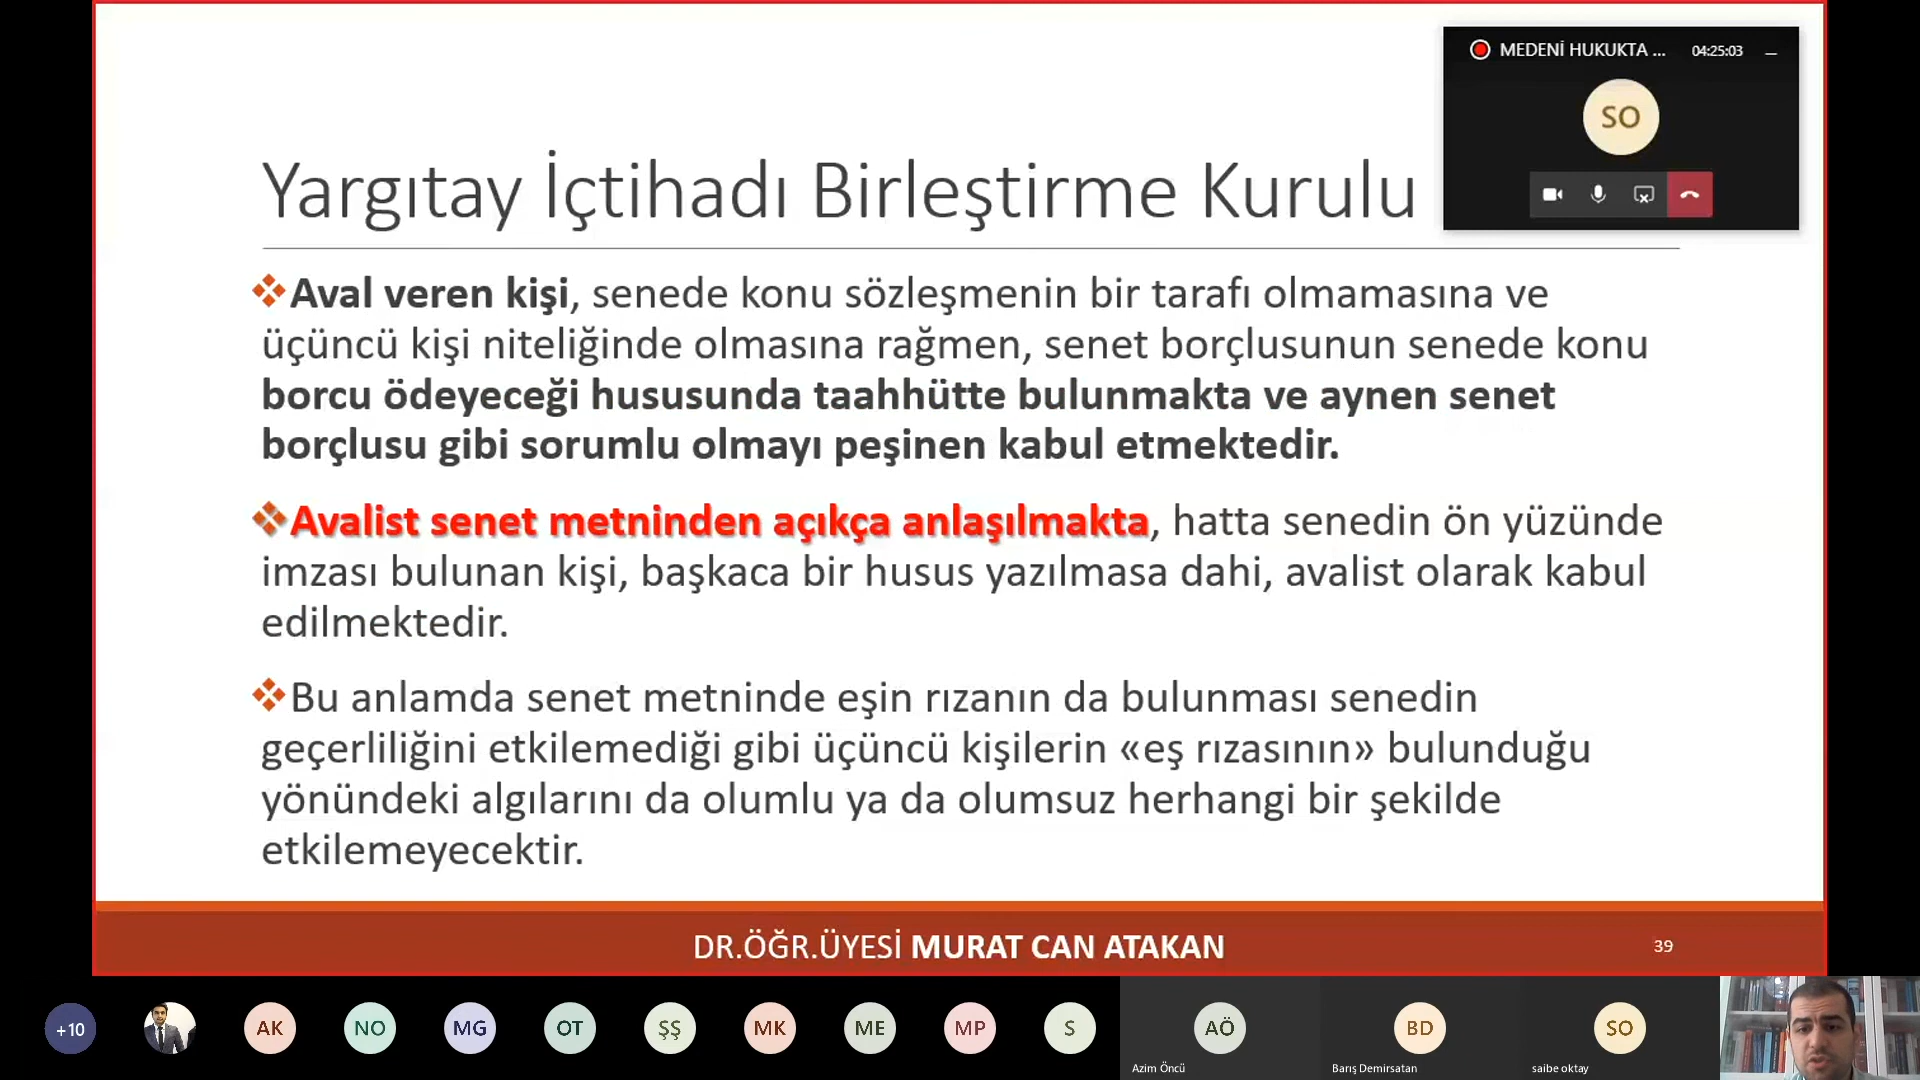 MEDENİ HUKUKTA ...
04:25:03
SO
Yargıtay İçtihadı Birleştirme Kurulu
Aval veren kişi, senede konu sözleşmenin bir tarafı olmamasına ve
üçüncü kişi niteliğinde olmasına rağmen, senet borçlusunun senede konu
borcu ödeyeceği hususunda taahhütte bulunmakta ve aynen senet
borçlusu gibi sorumlu olmayı peşinen kabul etmektedir.
Avalist senet metninden açıkça anlaşılmakta, hatta senedin ön yüzünde
imzası bulunan kişi, başkaca bir husus yazılmasa dahi, avalist olarak kabul
edilmektedir.
Bu anlamda senet metninde eşin rızanın da bulunması senedin
geçerliliğini etkilemediği gibi üçüncü kişilerin «eş rızasının» bulunduğu
yönündeki algılarını da olumlu ya da olumsuz herhangi bir şekilde
etkilemeyecektir.
DR.ÖĞR.ÜYESİ MURAT CAN ATAKAN
39
+10
AK
NO
MG
OT
ŞŞ
MK
ME
MP
S
AÖ
BD
SO
Azim Öncü
Barış Demirsatan
saibe oktay